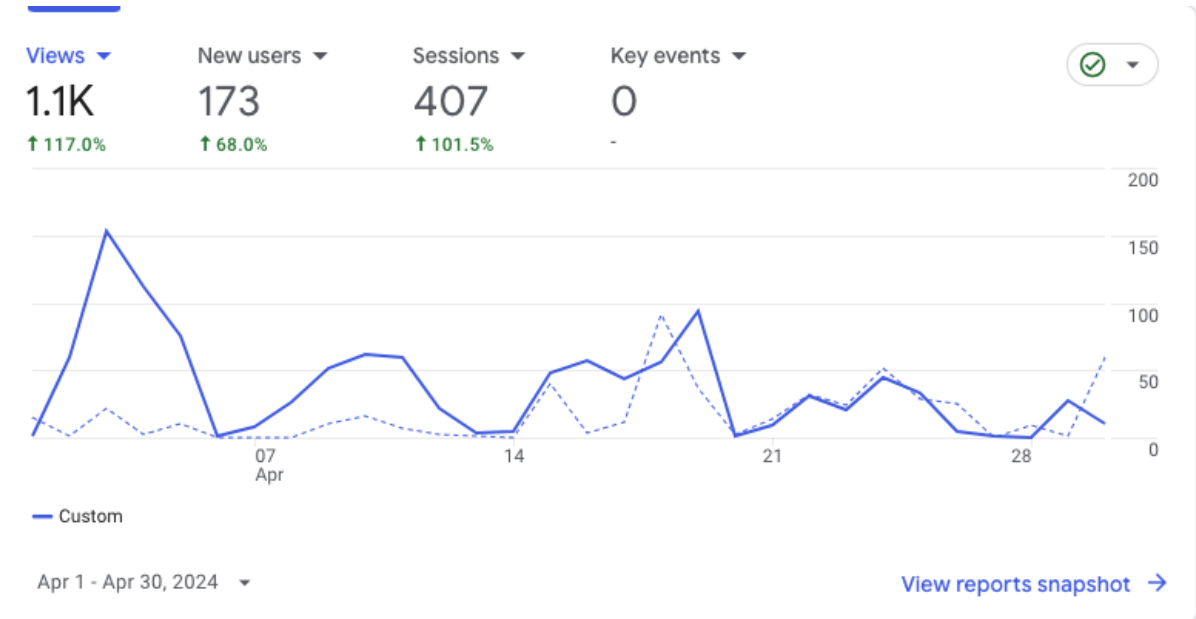 Views New users Sessions Key events
1.1K 173 407 0
↑ 117.0% ↑ 68.0% ↑ 101.5% -
200
150
100
50
0
07 14 21 28
Apr
Custom
Apr 1 - Apr 30, 2024 View reports snapshot →